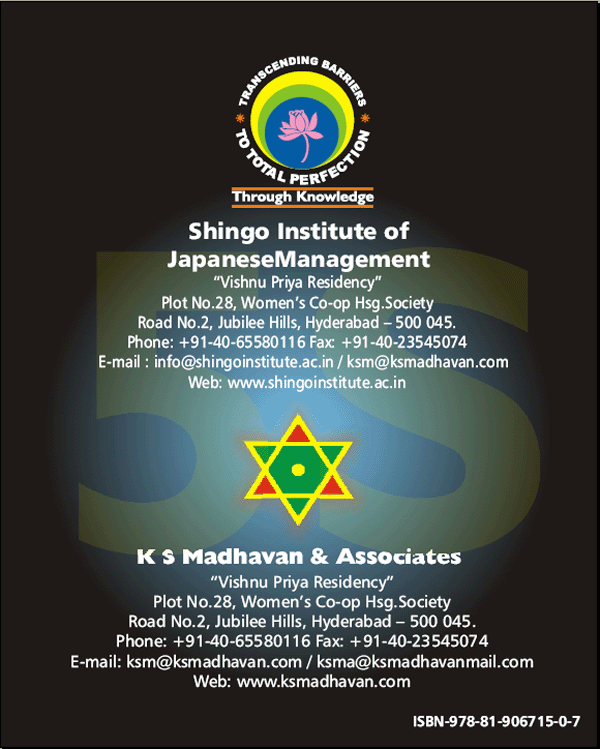 TRANSCENDING BARRIERS
TO TOTAL PERFECTION
Through Knowledge
Shingo Institute of
JapaneseManagement
“Vishnu Priya Residency”
Plot No.28, Women’s Co-op Hsg.Society
Road No.2, Jubilee Hills, Hyderabad – 500 045.
Phone: +91-40-65580116 Fax: +91-40-23545074
E-mail : info@shingoinstitute.ac.in / ksm@ksmadhavan.com
Web: www.shingoinstitute.ac.in
5S
K S Madhavan & Associates
“Vishnu Priya Residency”
Plot No.28, Women’s Co-op Hsg.Society
Road No.2, Jubilee Hills, Hyderabad – 500 045.
Phone: +91-40-65580116 Fax: +91-40-23545074
E-mail: ksm@ksmadhavan.com / ksma@ksmadhavanmail.com
Web: www.ksmadhavan.com
ISBN-978-81-906715-0-7